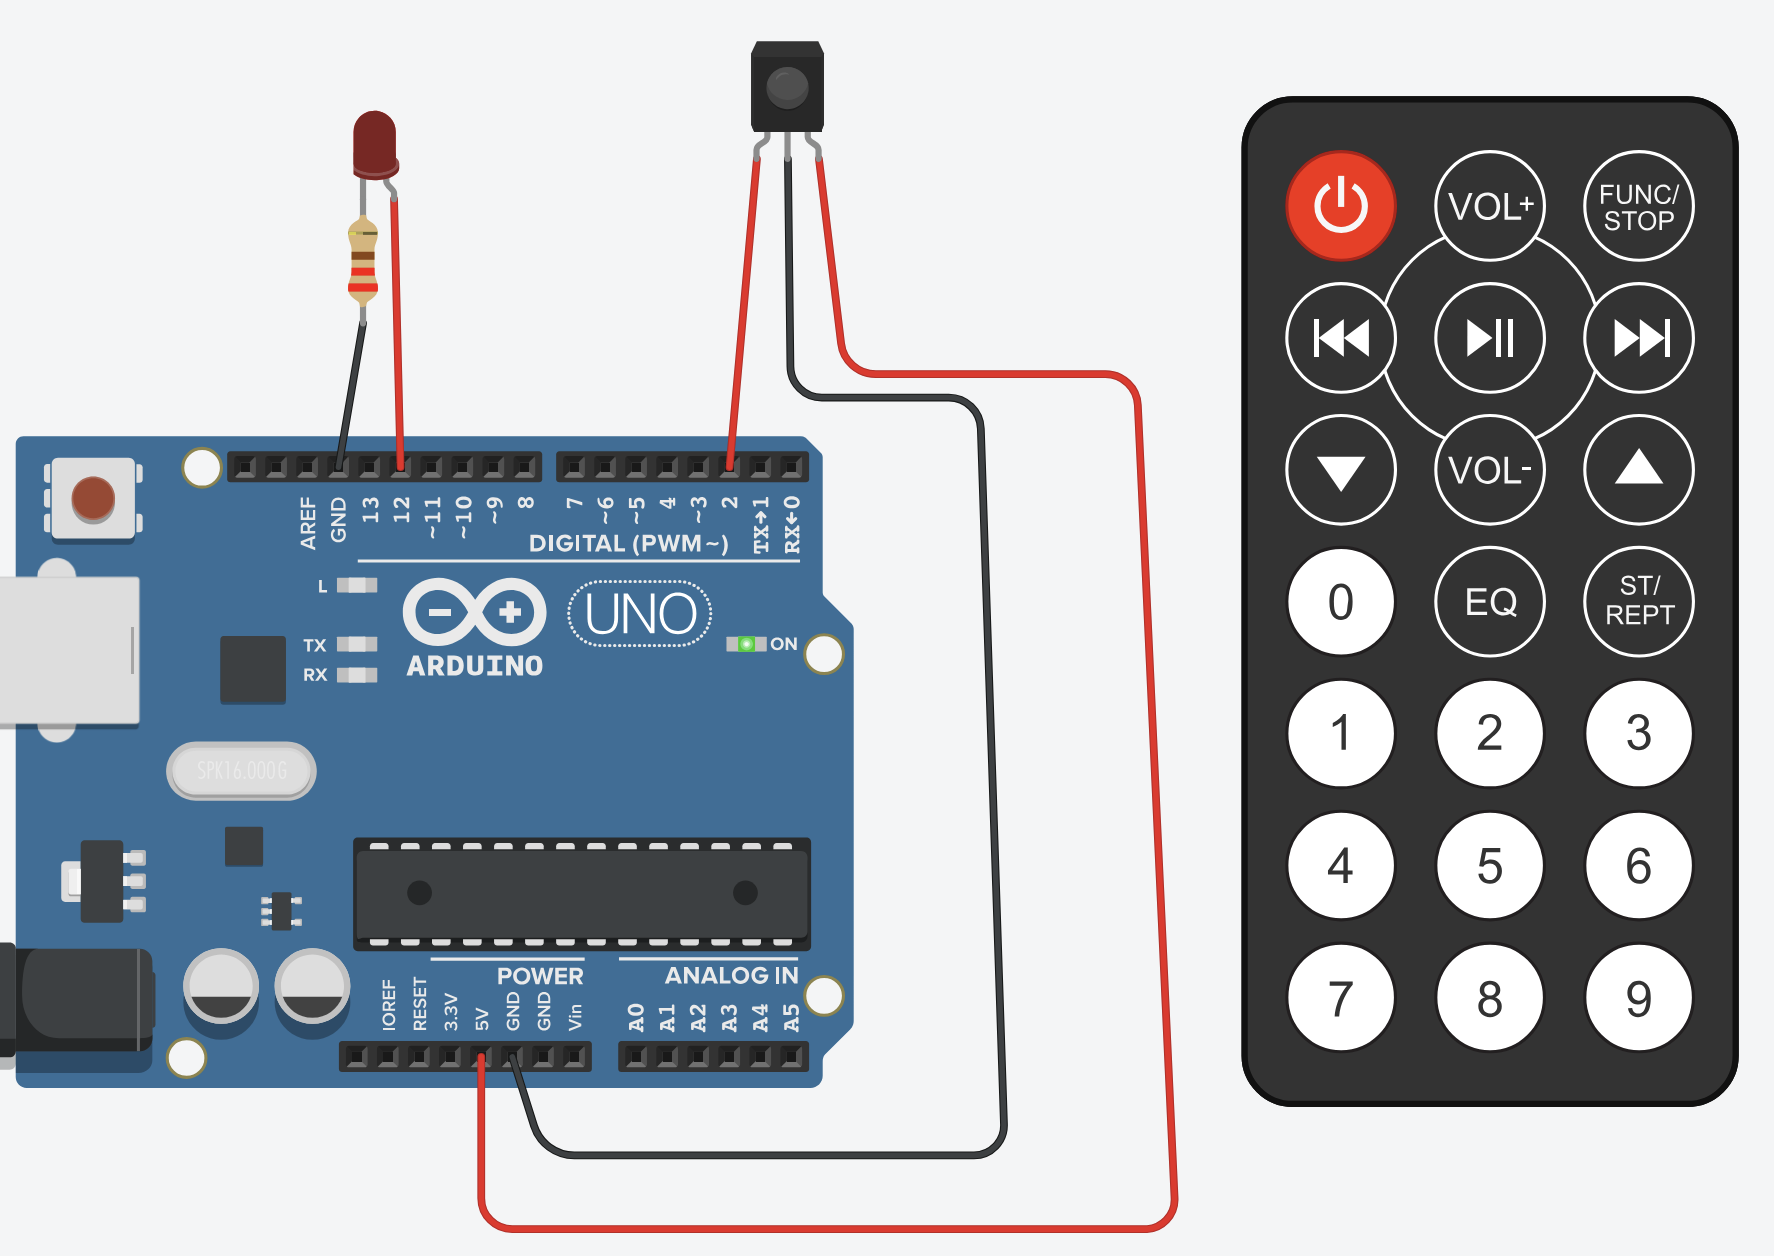 AREF
GND
13
12
~11
~10
~9
8
7
~6
~5
4
~3
2
TX→1
RX←0
DIGITAL (PWM~)
L
TX
RX
ARDUINO
UNO
ON
SPK16.000G
POWER
ANALOG IN
IOREF
RESET
3.3V
5V
GND
GND
Vin
A0
A1
A2
A3
A4
A5
VOL+
FUNC/
STOP
VOL-
0
EQ
ST/
REPT
1 2 3
4 5 6
7 8 9